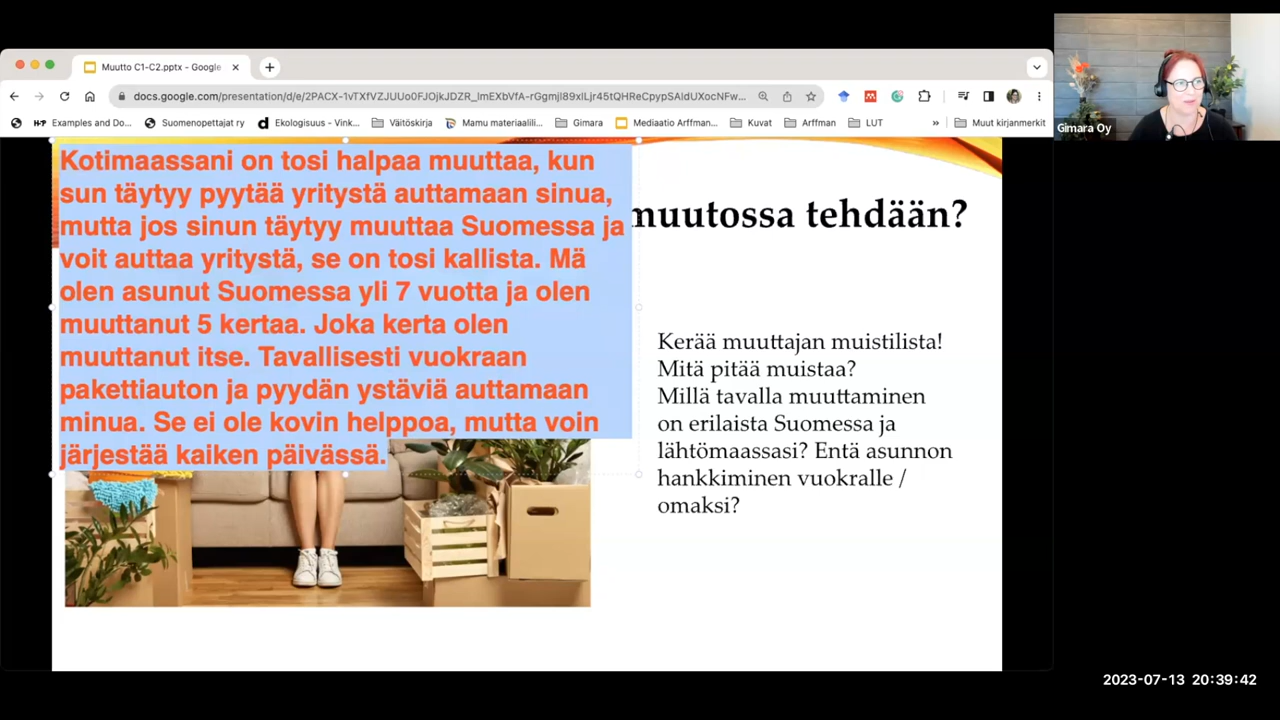 Muutto C1-C2.pptx - Google
docs.google.com/presentation/d/e/2PACX-1vTXfVZJUUo0FJOjkJDZR_lmEXbVfA-rGgmjl89xlLjr45tQHReCpypSAldUXocNFw...
Examples and Do...
Suomenopettajat ry
Ekologisuus - Vink...
Väitöskirja
Mamu materiaalili...
Gimara
Mediaatio Arffman...
Kuvat
Arffman
LUT
»
Muut kirjanmerkit
Gimara Oy
Kotimaassani on tosi halpaa muuttaa, kun
sun täytyy pyytää yritystä auttamaan sinua,
mutta jos sinun täytyy muuttaa Suomessa ja
voit auttaa yritystä, se on tosi kallista. Mä
olen asunut Suomessa yli 7 vuotta ja olen
muuttanut 5 kertaa. Joka kerta olen
muuttanut itse. Tavallisesti vuokraan
pakettiauton ja pyydän ystäviä auttamaan
minua. Se ei ole kovin helppoa, mutta voin
järjestää kaiken päivässä.
muutossa tehdään?
Kerää muuttajan muistilista!
Mitä pitää muistaa?
Millä tavalla muuttaminen
on erilaista Suomessa ja
lähtömaassasi? Entä asunnon
hankkiminen vuokralle /
omaksi?
2023-07-13 20:39:42